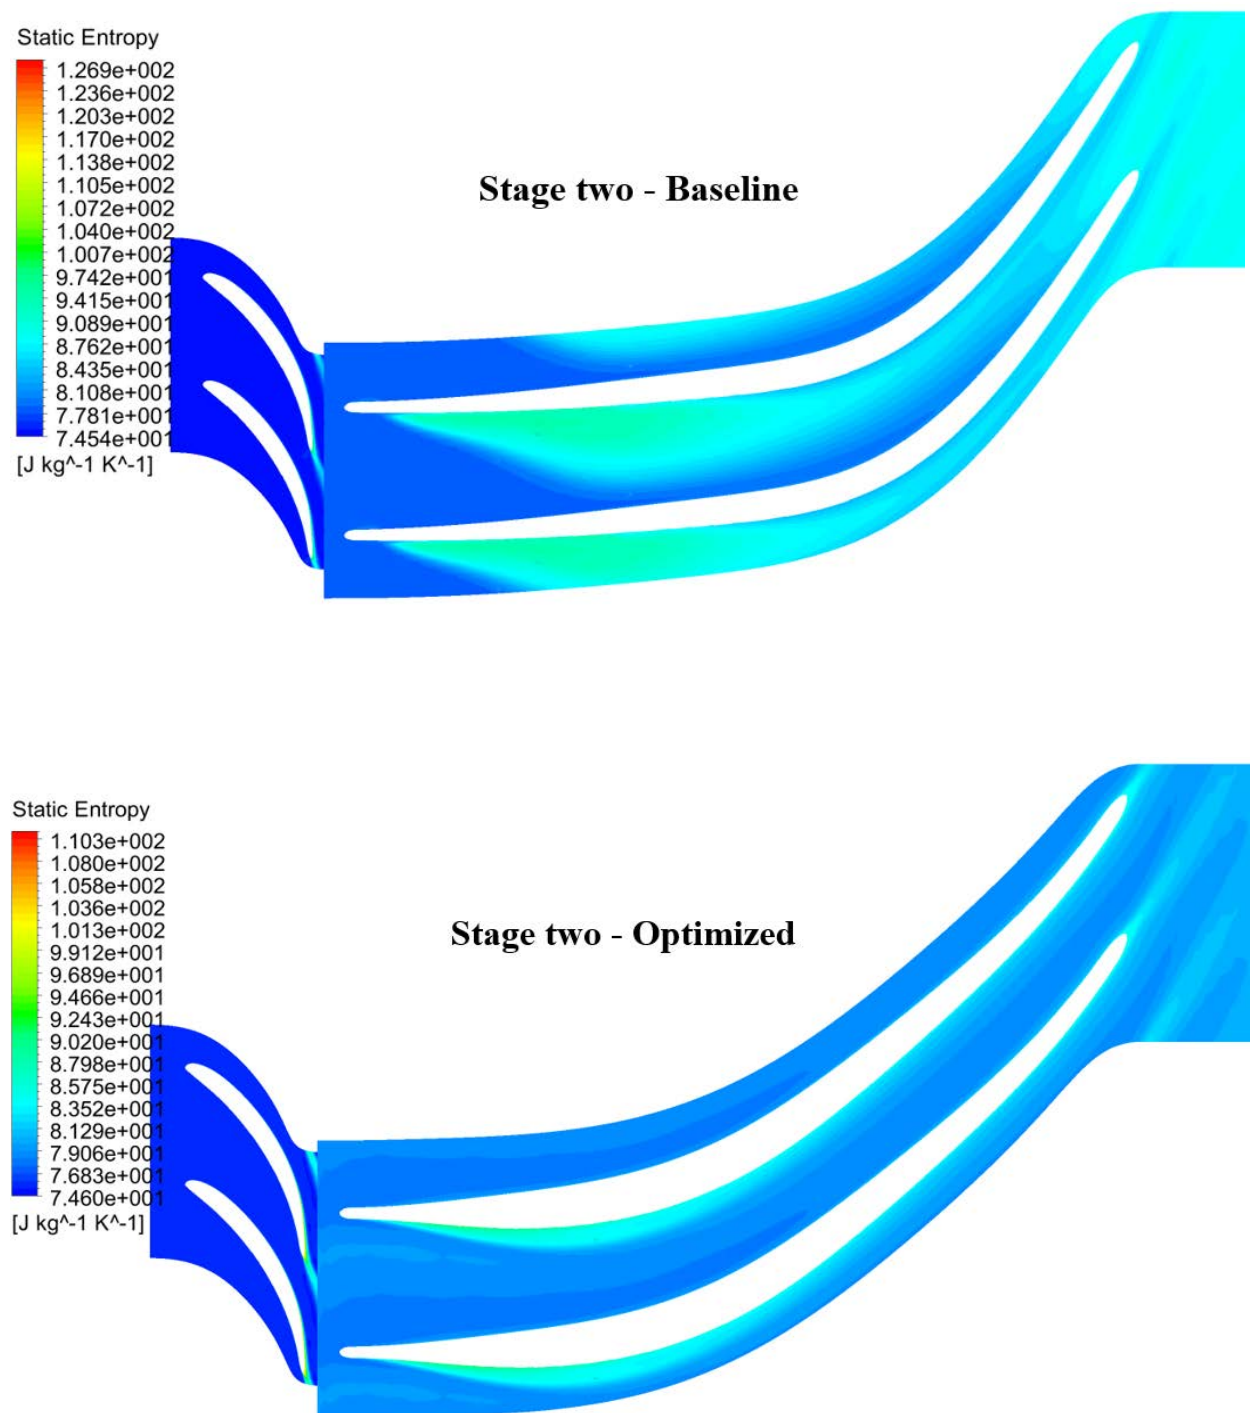 Static Entropy
1.269e+002
1.236e+002
1.203e+002
1.170e+002
1.138e+002
1.105e+002
1.072e+002
1.040e+002
1.007e+002
9.742e+001
9.415e+001
9.089e+001
8.762e+001
8.435e+001
8.108e+001
7.781e+001
7.454e+001
[J kg^-1 K^-1]
Stage two - Baseline
Static Entropy
1.103e+002
1.080e+002
1.058e+002
1.036e+002
1.013e+002
9.912e+001
9.689e+001
9.466e+001
9.243e+001
9.020e+001
8.798e+001
8.575e+001
8.352e+001
8.129e+001
7.906e+001
7.683e+001
7.460e+001
[J kg^-1 K^-1]
Stage two - Optimized